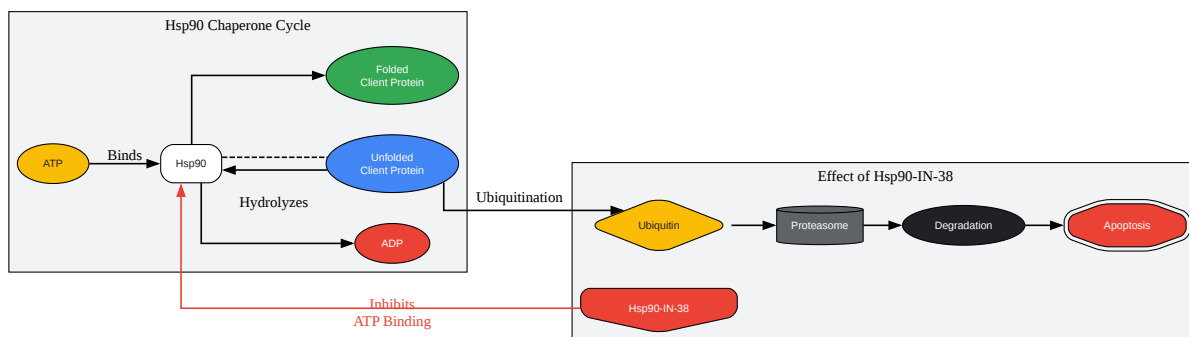 Hsp90 Chaperone Cycle
Folded
Client Protein
ATP
Binds
Hsp90
Unfolded
Client Protein
Hydrolyzes
ADP
Ubiquitination
Effect of Hsp90-IN-38
Ubiquitin
Proteasome
Degradation
Apoptosis
Hsp90-IN-38
Inhibits
ATP Binding